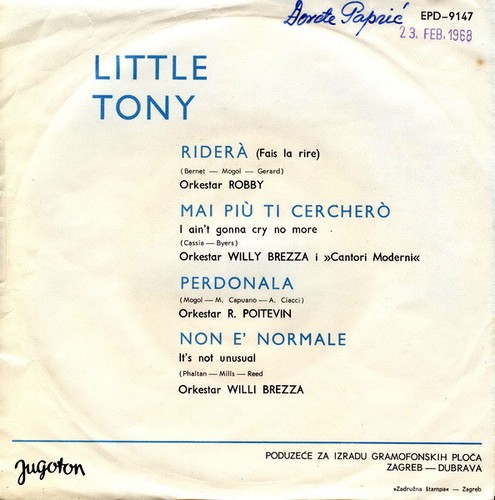 Dorote Paprić
EPD-9147
23. FEB. 1968
LITTLE
TONY
RIDERÀ (Fais la rire)
(Bernet — Mogol — Gerard)
Orkestar ROBBY
MAI PIÙ TI CERCHERÒ
I ain't gonna cry no more
(Cassia — Byers)
Orkestar WILLY BREZZA i »Cantori Moderni«
PERDONALA
(Mogol — M. Capuano — A. Ciacci)
Orkestar R. POITEVIN
NON E' NORMALE
It's not unusual
(Phaltan — Mills — Reed
Orkestar WILLI BREZZA
Jugoton
PODUZEĆE ZA IZRADU GRAMOFONSKIH PLOČA
ZAGREB — DUBRAVA
»Zadružna štampa« — Zagreb